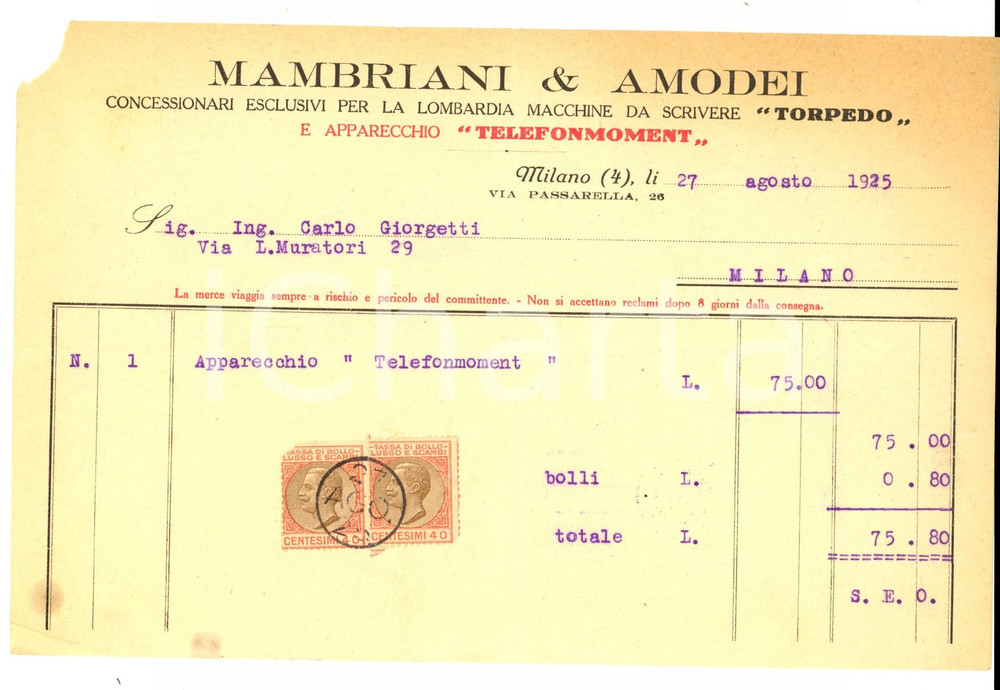 MAMBRIANI & AMODEI
CONCESSIONARI ESCLUSIVI PER LA LOMBARDIA MACCHINE DA SCRIVERE “TORPEDO„
E APPARECCHIO “TELEFONMOMENT„
Milano (4), li 27 agosto 1925
VIA PASSARELLA, 26
Sig. Ing. Carlo Giorgetti
Via L.Muratori 29
MILANO
La merce viaggia sempre a rischio e pericolo del committente. - Non si accettano reclami dopo 8 giorni dalla consegna.
N. 1 Apparecchio " Telefonmoment "
L. 75.00
75.00
TASSA DI BOLLO- TASSA DI BOLLO-
LUSSO E SCAMBI LUSSO E SCAMBI
bolli L. 0.80
AGO.
CENTESIMI 40 CENTESIMI 40
totale L. 75.80
S. E. O.
iCharta